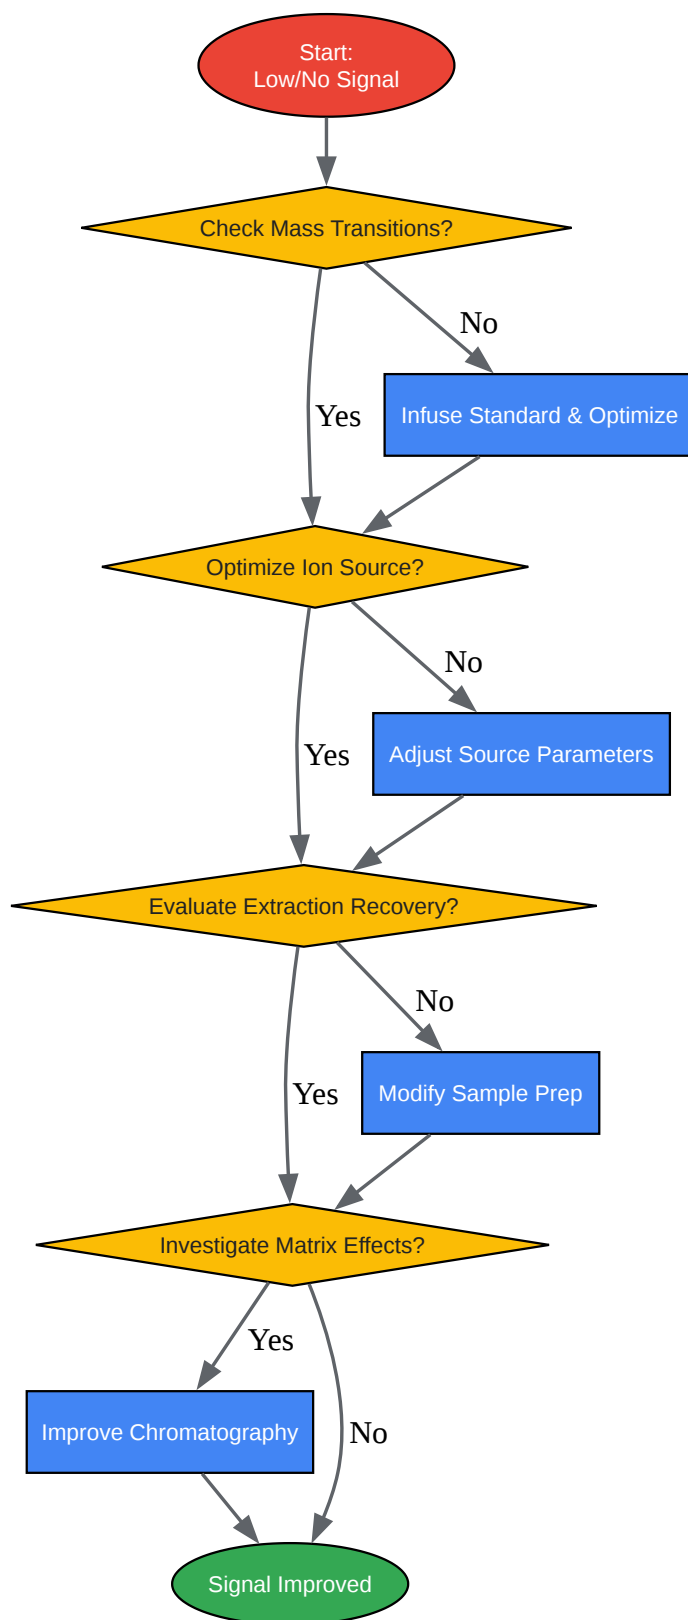 Start:
Low/No Signal
Check Mass Transitions?
No
Yes
Infuse Standard & Optimize
Optimize Ion Source?
No
Yes
Adjust Source Parameters
Evaluate Extraction Recovery?
No
Yes
Modify Sample Prep
Investigate Matrix Effects?
Yes
Improve Chromatography
No
Signal Improved